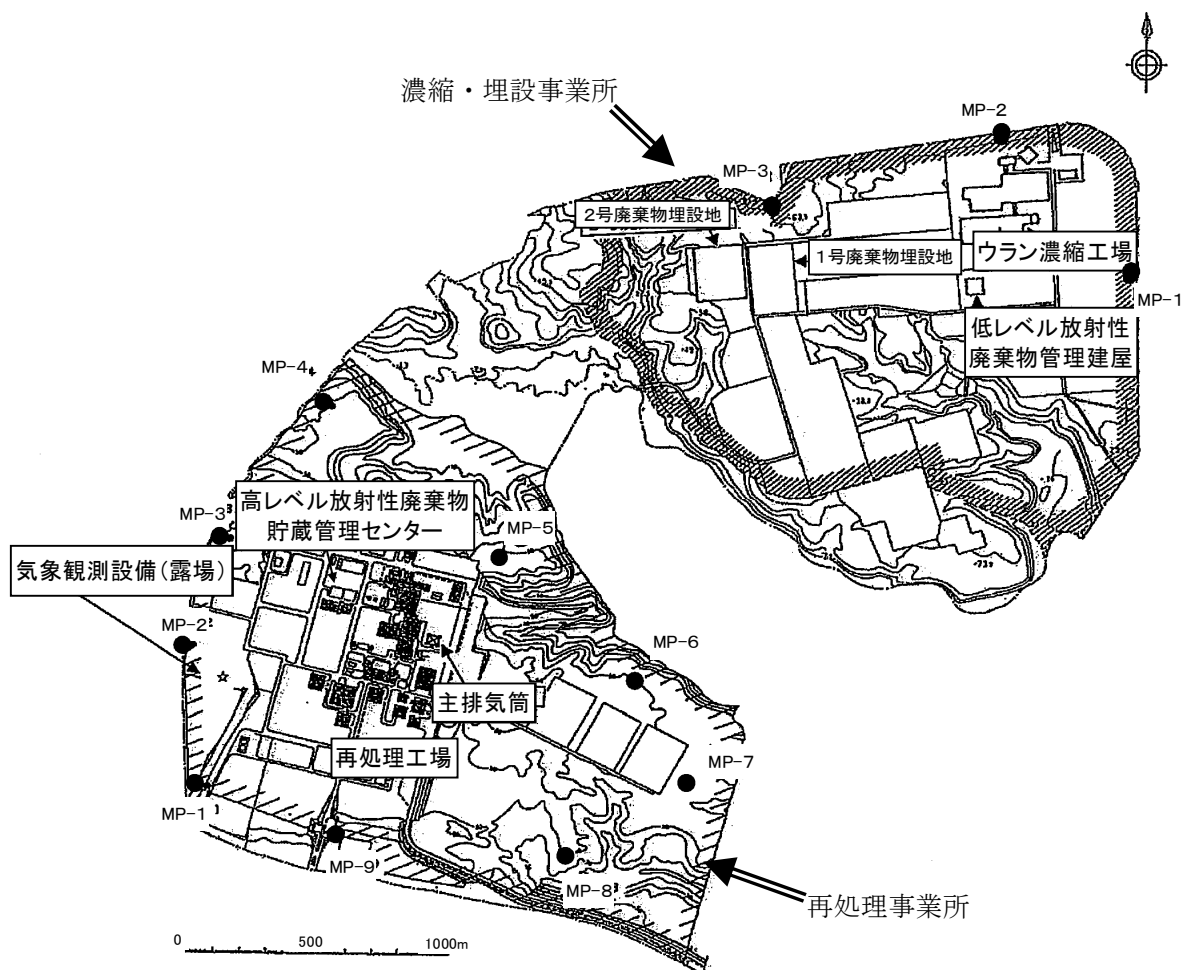 濃縮・埋設事業所
MP-2
MP-3
2号廃棄物埋設地
1号廃棄物埋設地
ウラン濃縮工場
MP-1
低レベル放射性
廃棄物管理建屋
MP-4
高レベル放射性廃棄物
貯蔵管理センター
MP-3
MP-5
気象観測設備(露場)
MP-2
MP-6
主排気筒
再処理工場
MP-7
MP-1
MP-9
MP-8
再処理事業所
0 500 1000m